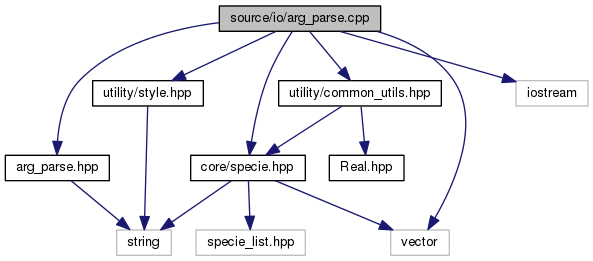 source/io/arg_parse.cpp
utility/style.hpp
utility/common_utils.hpp
iostream
arg_parse.hpp
core/specie.hpp
Real.hpp
string
specie_list.hpp
vector